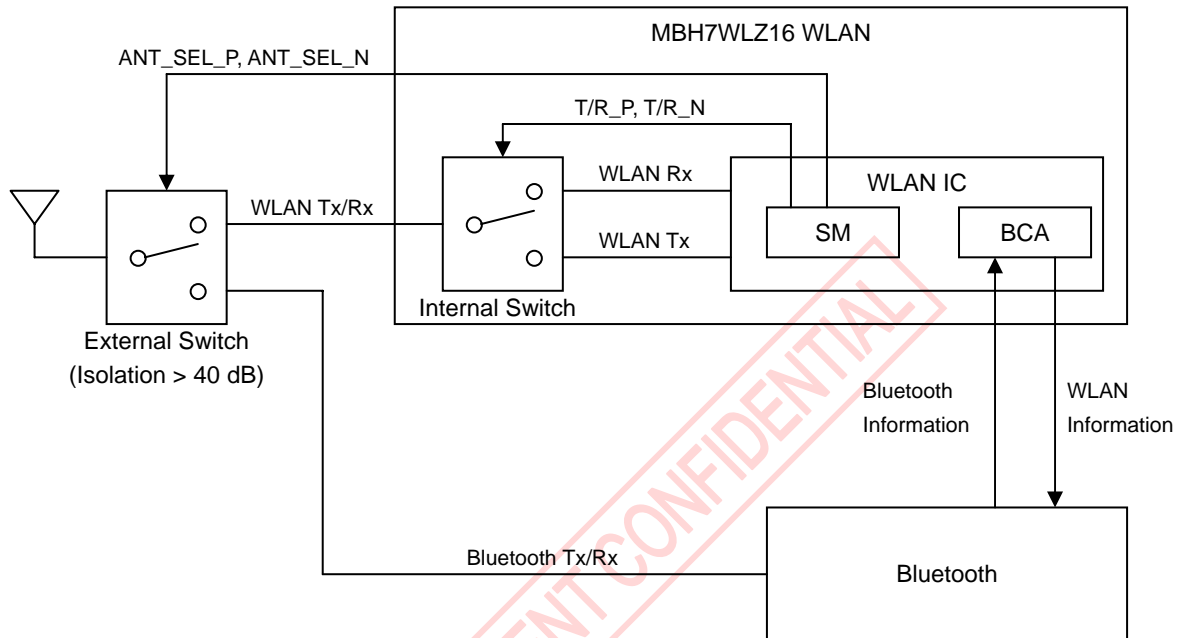 MBH7WLZ16 WLAN
ANT_SEL_P, ANT_SEL_N
T/R_P, T/R_N
WLAN Rx
WLAN IC
WLAN Tx/Rx
SM
BCA
WLAN Tx
Internal Switch
External Switch
(Isolation > 40 dB)
Bluetooth
Information
WLAN
Information
Bluetooth Tx/Rx
Bluetooth
CONFIDENTIAL